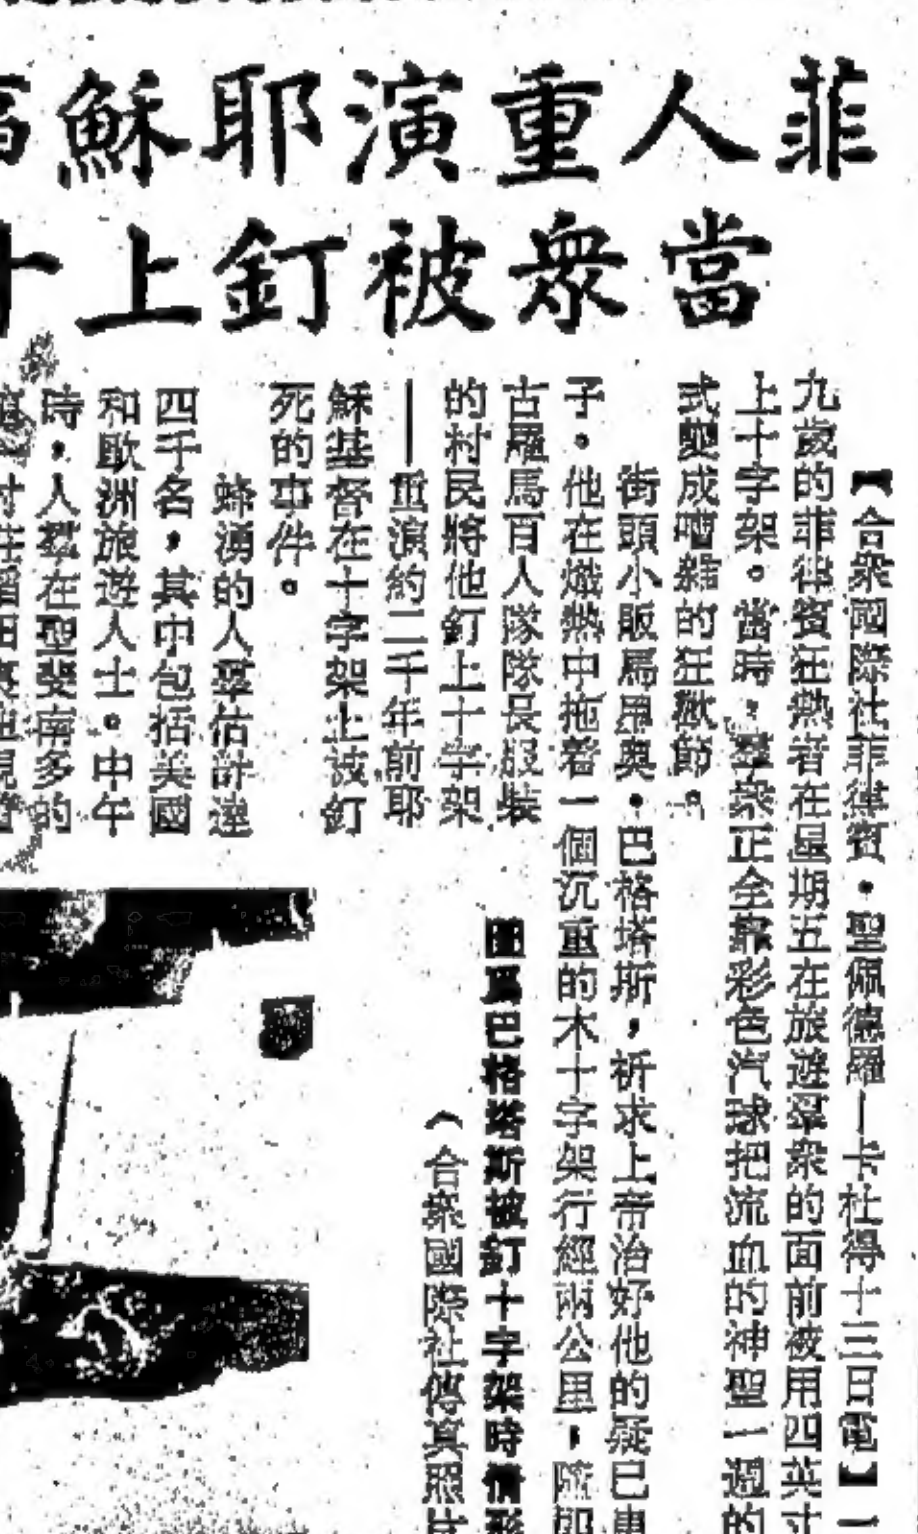 菲人重演耶穌
當衆被釘上十
【合衆國際社菲律賓・聖佩德羅—卡杜得十三日電】一
九歲的菲律賓狂熱者在星期五在旅遊羣衆的面前被用四英寸
上十字架。當時,羣衆正全靠彩色汽球把流血的神聖一週的
式變成嘈雜的狂歡節。
街頭小販馬昂奧・巴格塔斯,祈求上帝治好他的疑已患
子。他在熾熱中拖着一個沉重的木十字架行經兩公里,隨即
古羅馬百人隊隊長服裝
的村民將他釘上十字架
——重演約二千年前耶
穌基督在十字架上被釘
死的事件。
蜂湧的人羣估計達
四千名,其中包括美國
和歐洲旅遊人士。中午
時,人羣在聖斐南多的
圖爲巴格塔斯被釘十字架時情形
(合衆國際社傳真照片